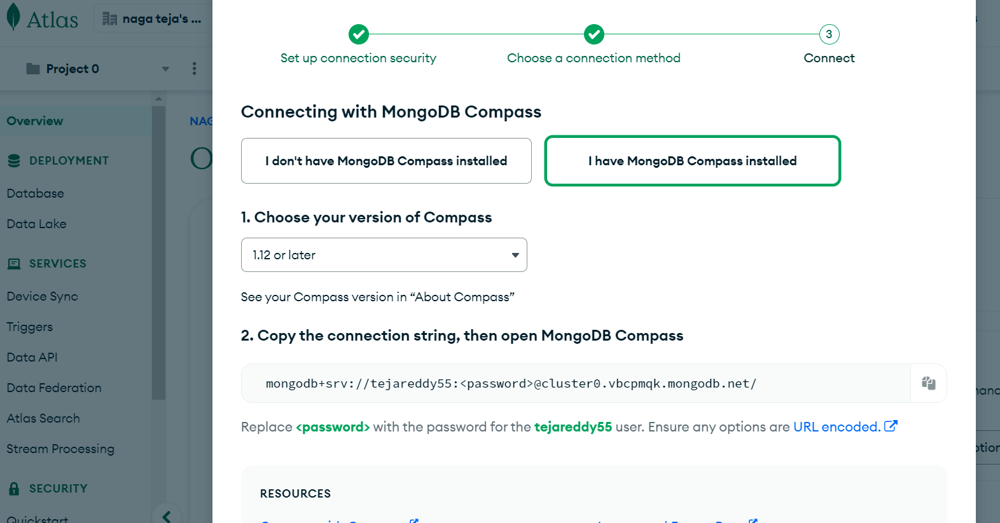 Atlas
naga teja's ...
Project 0
Overview
DEPLOYMENT
Database
Data Lake
SERVICES
Device Sync
Triggers
Data API
Data Federation
Atlas Search
Stream Processing
SECURITY
Quickstart
NAG
O
Set up connection security
Choose a connection method
3
Connect
Connecting with MongoDB Compass
I don't have MongoDB Compass installed
I have MongoDB Compass installed
1. Choose your version of Compass
1.12 or later
See your Compass version in “About Compass”
2. Copy the connection string, then open MongoDB Compass
mongodb+srv://tejareddy55:<password>@cluster0.vbcpmqk.mongodb.net/
Replace <password> with the password for the tejareddy55 user. Ensure any options are URL encoded.
RESOURCES